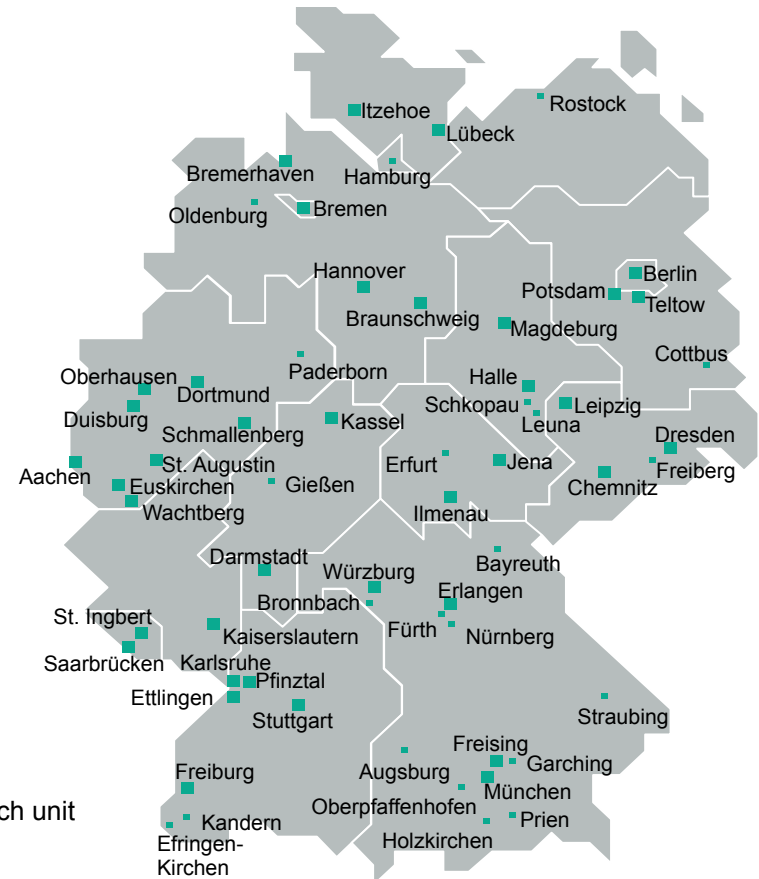 Rostock
Itzehoe
Lübeck
Bremerhaven
Hamburg
Oldenburg
Bremen
Hannover
Berlin
Potsdam
Teltow
Braunschweig
Magdeburg
Cottbus
Paderborn
Oberhausen
Dortmund
Halle
Duisburg
Schkopau
Leipzig
Leuna
Schmallenberg
Kassel
Dresden
Aachen
St. Augustin
Erfurt
Jena
Freiberg
Euskirchen
Gießen
Chemnitz
Wachtberg
Ilmenau
Darmstadt
Würzburg
Bayreuth
Bronnbach
Erlangen
St. Ingbert
Kaiserslautern
Fürth
Nürnberg
Saarbrücken
Karlsruhe
Pfinztal
Ettlingen
Stuttgart
Straubing
Freising
Garching
Freiburg
Augsburg
München
Oberpfaffenhofen
ch unit
Kandern
Prien
Holzkirchen
Efringen-
Kirchen